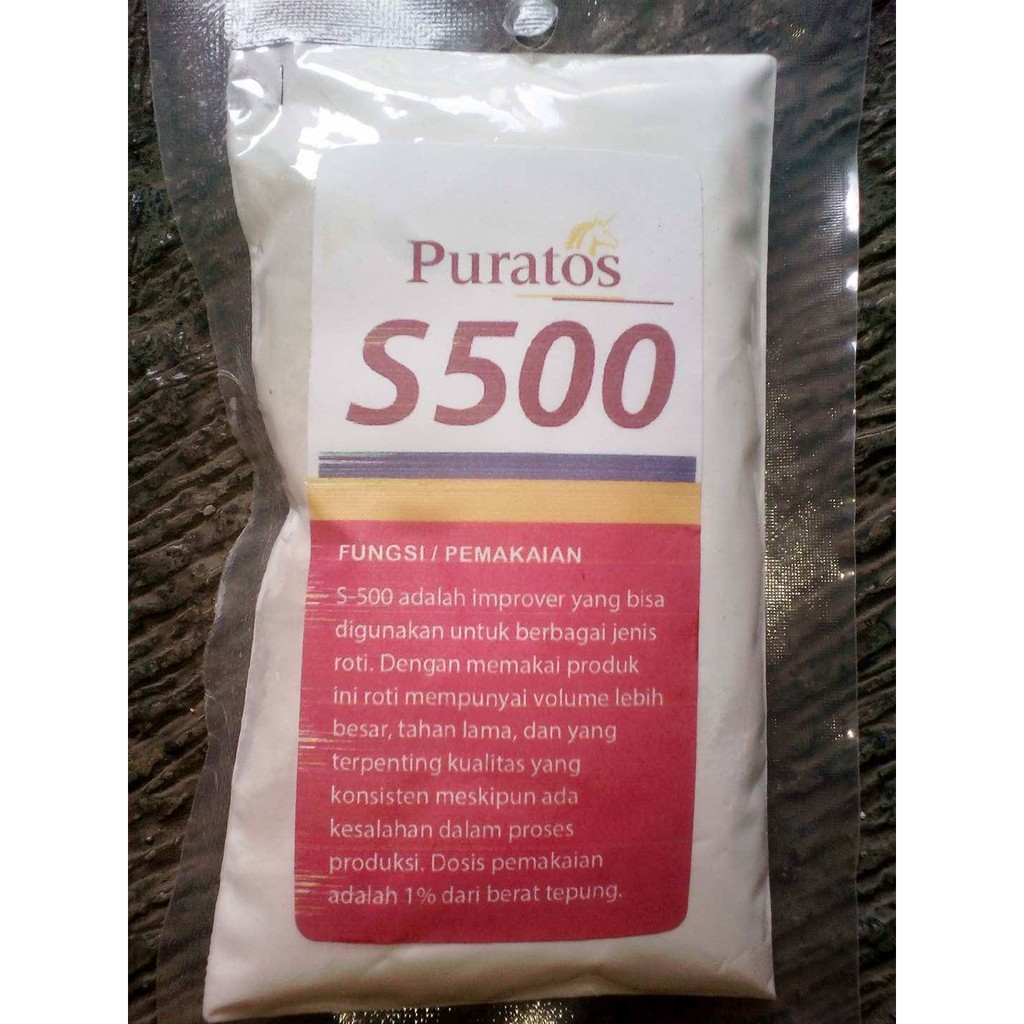 Puratos
S500
FUNGSI / PEMAKAIAN
S-500 adalah improver yang bisa
digunakan untuk berbagai jenis
roti. Dengan memakai produk
ini roti mempunyai volume lebih
besar, tahan lama, dan yang
terpenting kualitas yang
konsisten meskipun ada
kesalahan dalam proses
produksi. Dosis pemakaian
adalah 1% dari berat tepung.